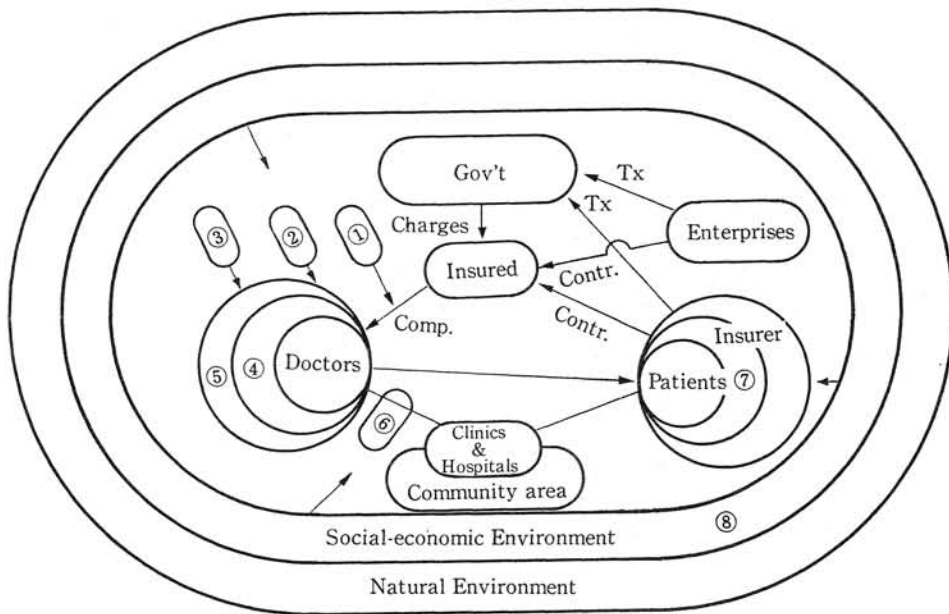 Gov't
Tx
Tx
Charges
Enterprises
③
②
①
Insured
Contr.
Contr.
Comp.
Insurer
Doctors
⑤
④
Patients
⑦
⑥
Clinics
&
Hospitals
Community area
⑧
Social-economic Environment
Natural Environment